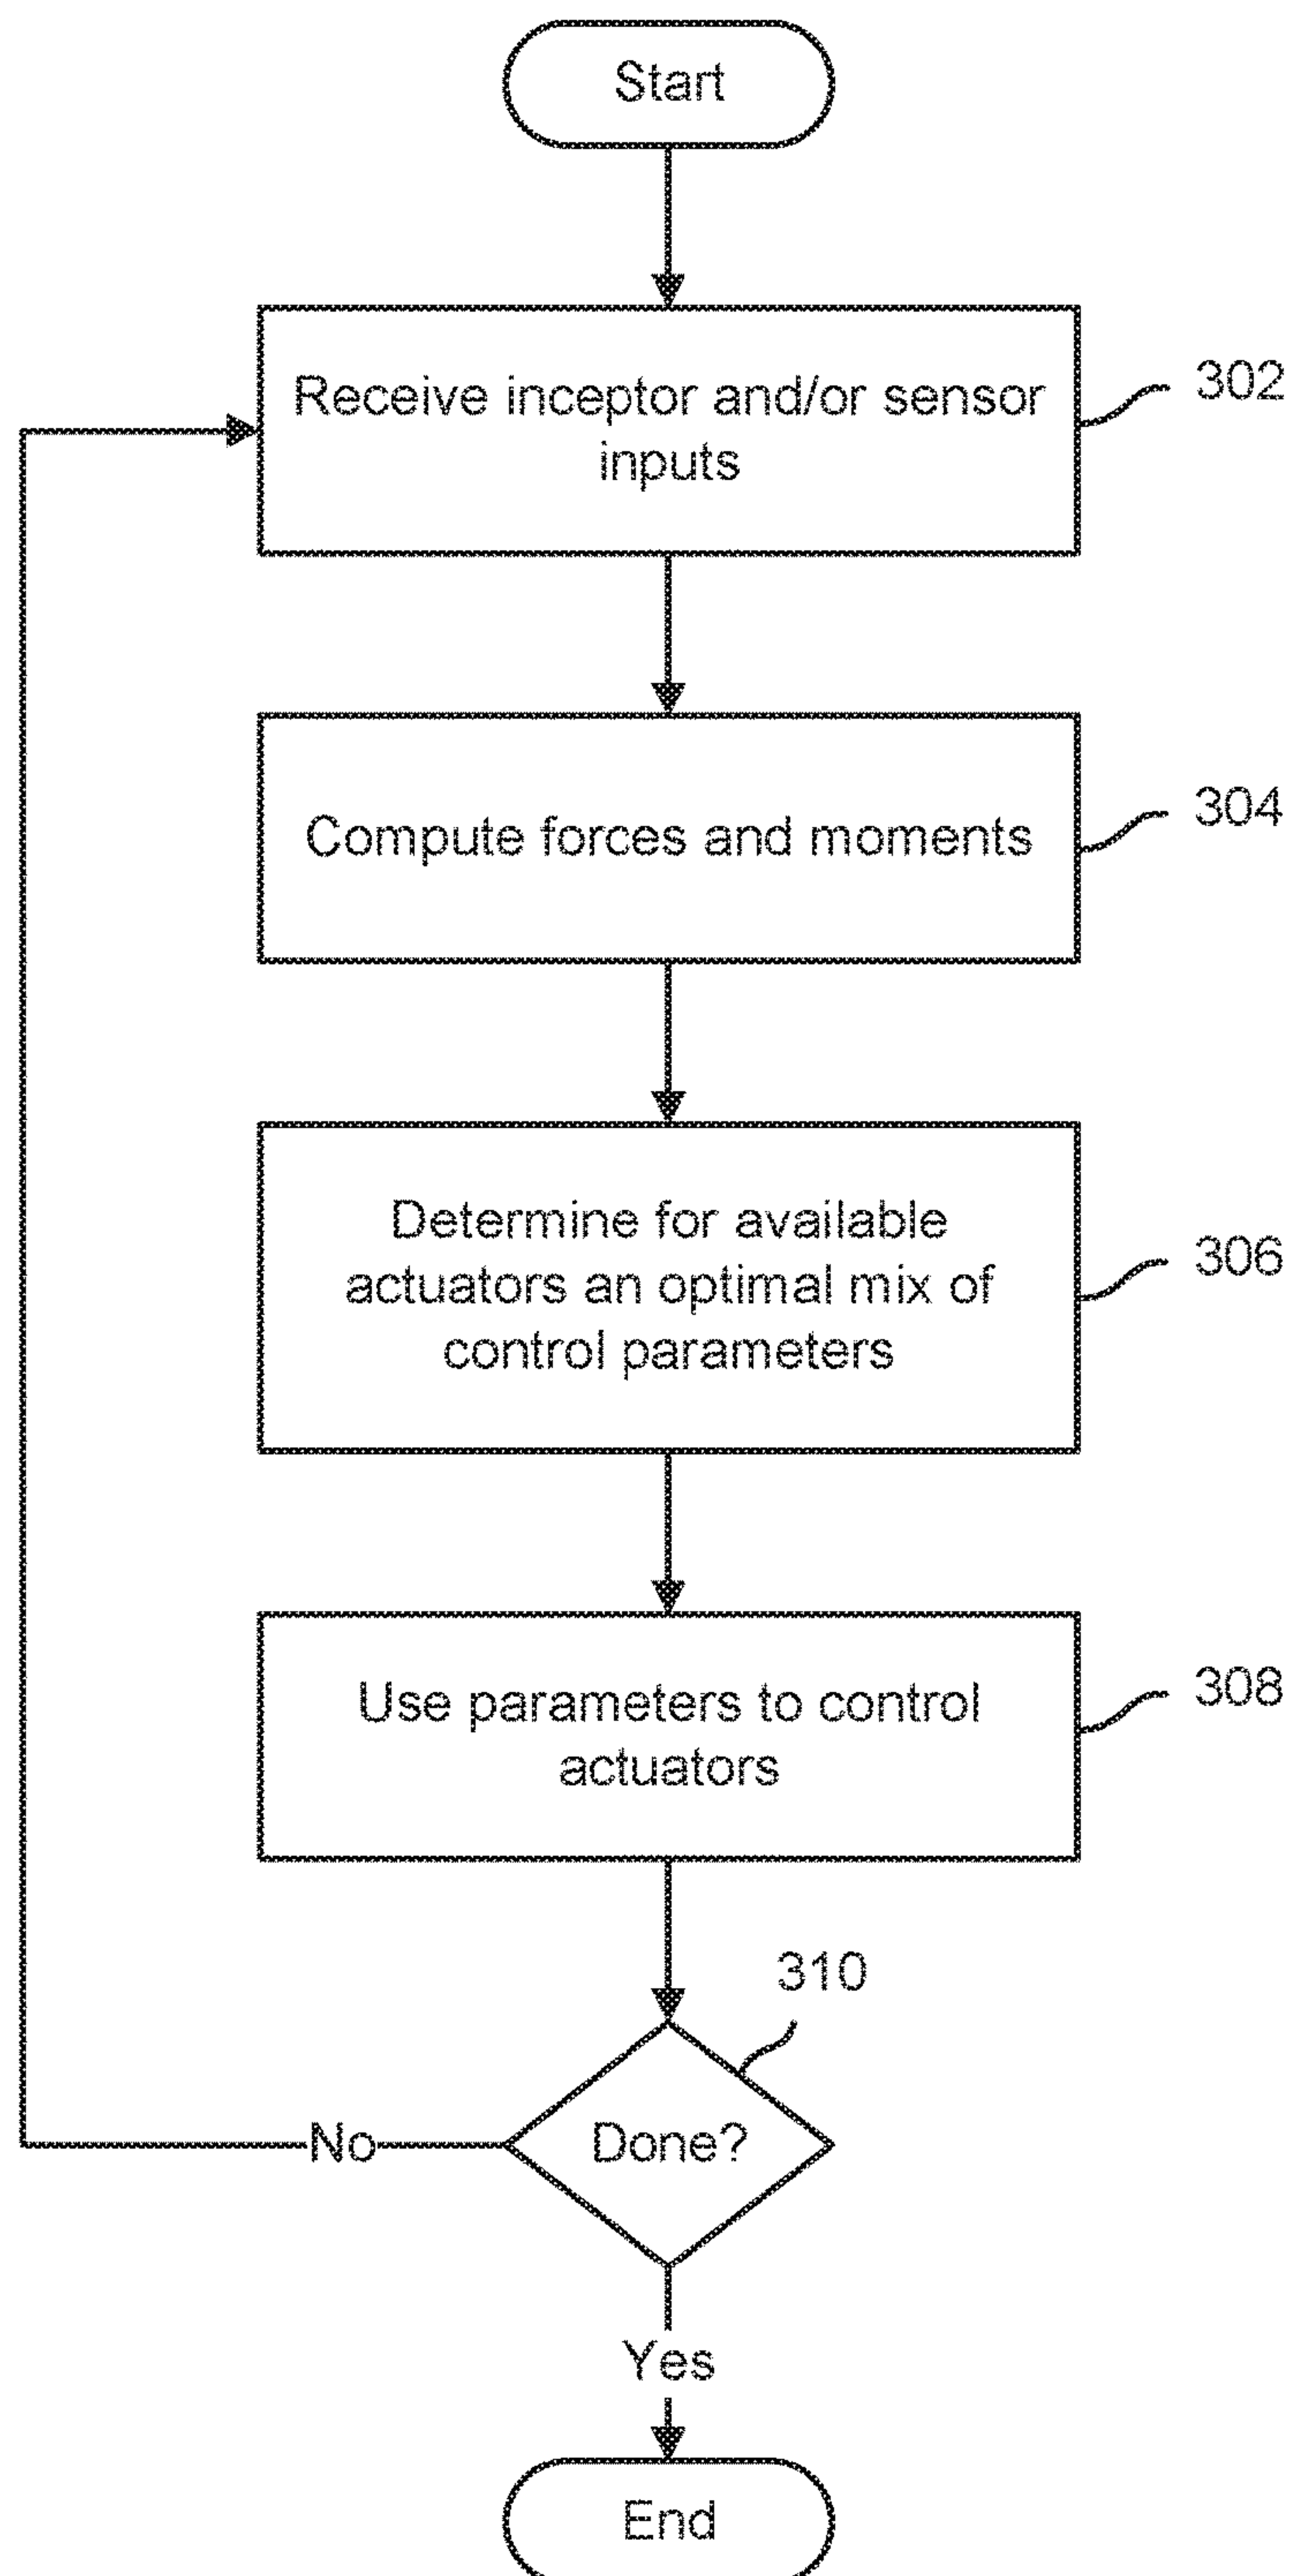 Start
Receive inceptor and/or sensor
inputs
302
Compute forces and moments
304
Determine for available
actuators an optimal mix of
control parameters
306
Use parameters to control
actuators
308
310
Done?
No
Yes
End